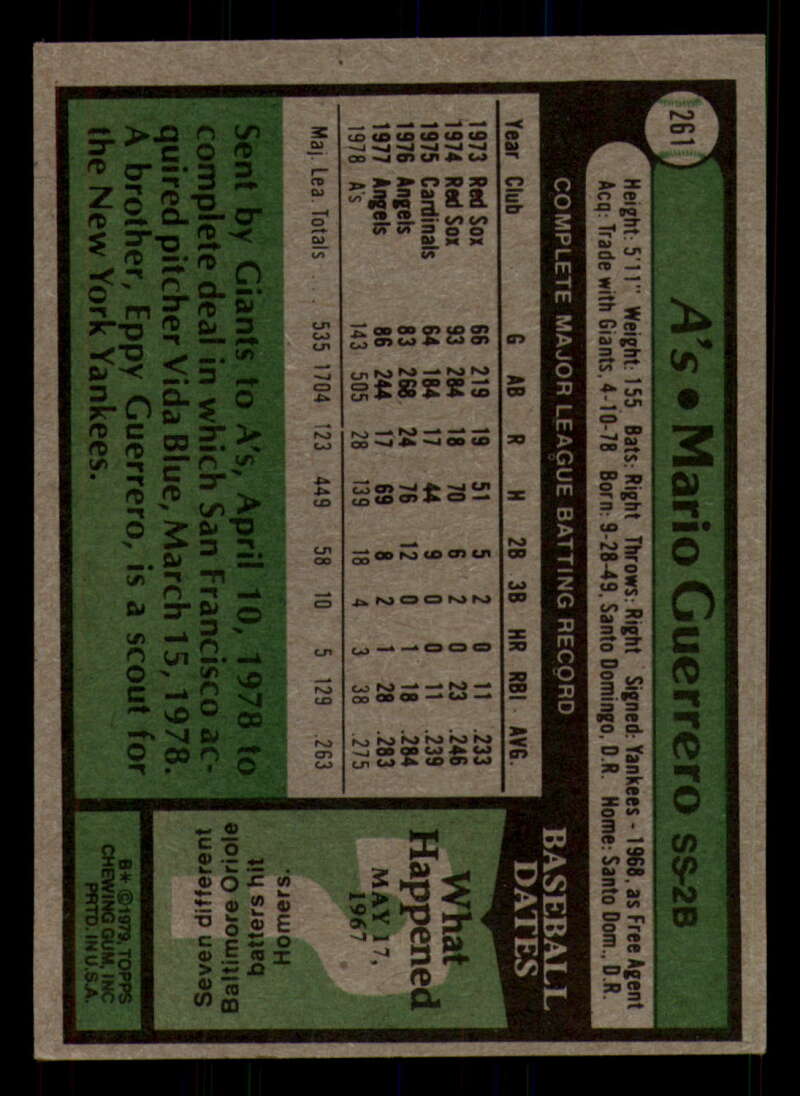 261
A's • Mario Guerrero SS-2B
Height: 5'11" Weight: 155 Bats: Right Throws: Right Signed: Yankees - 1968, as Free Agent
Acq: Trade with Giants, 4-10-78 Born: 9-28-49, Santo Domingo, D.R. Home: Santo Dom., D.R.
COMPLETE MAJOR LEAGUE BATTING RECORD
Year Club G AB R H 2B 3B HR RBI AVG.
1973 Red Sox 66 219 19 51 5 2 0 11 .233
1974 Red Sox 93 284 18 70 6 2 0 23 .246
1975 Cardinals 64 184 17 44 9 0 0 11 .239
1976 Angels 83 268 24 76 12 0 1 18 .284
1977 Angels 86 244 17 69 8 2 1 28 .283
1978 A's 143 505 28 139 18 4 3 38 .275
Maj. Lea Totals .... 535 1704 123 449 58 10 5 129 .263
Sent by Giants to A's, April 10, 1978 to
complete deal in which San Francisco ac-
quired pitcher Vida Blue, March 15, 1978.
A brother, Eppy Guerrero, is a scout for
the New York Yankees.
BASEBALL
DATES
What
Happened
MAY 17,
1967
?
Seven different
Baltimore Oriole
batters hit
Homers.
B* © 1979 TOPPS
CHEWING GUM, INC
PRTD. IN U.S.A.